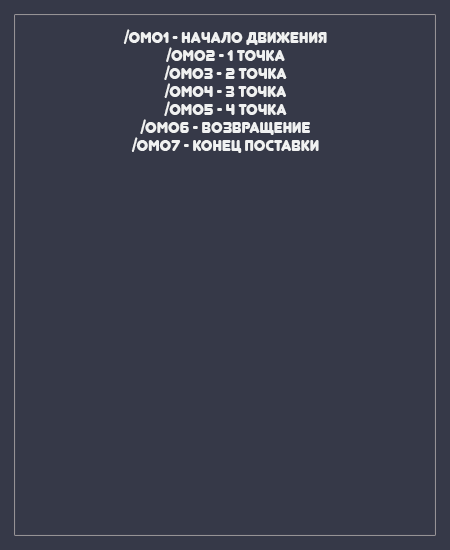 /OMO1 - НАЧАЛО ДВИЖЕНИЯ
/OMO2 - 1 ТОЧКА
/OMO3 - 2 ТОЧКА
/OMO4 - 3 ТОЧКА
/OMO5 - 4 ТОЧКА
/OMO6 - ВОЗВРАЩЕНИЕ
/OMO7 - КОНЕЦ ПОСТАВКИ